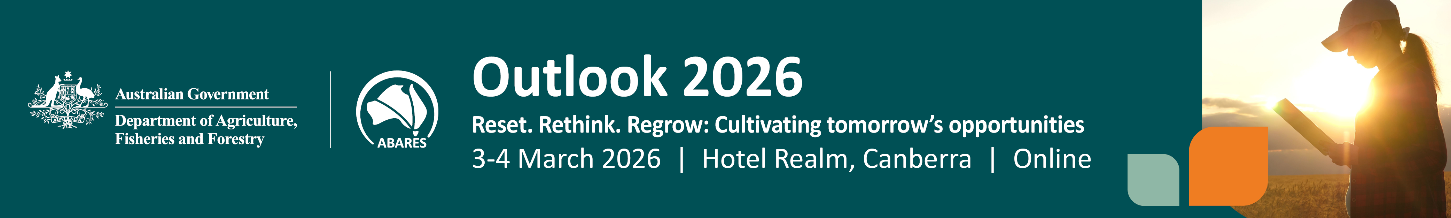 Australian Government
Department of Agriculture,
Fisheries and Forestry
ABARES
Outlook 2026
Reset. Rethink. Regrow: Cultivating tomorrow's opportunities
3-4 March 2026 | Hotel Realm, Canberra | Online